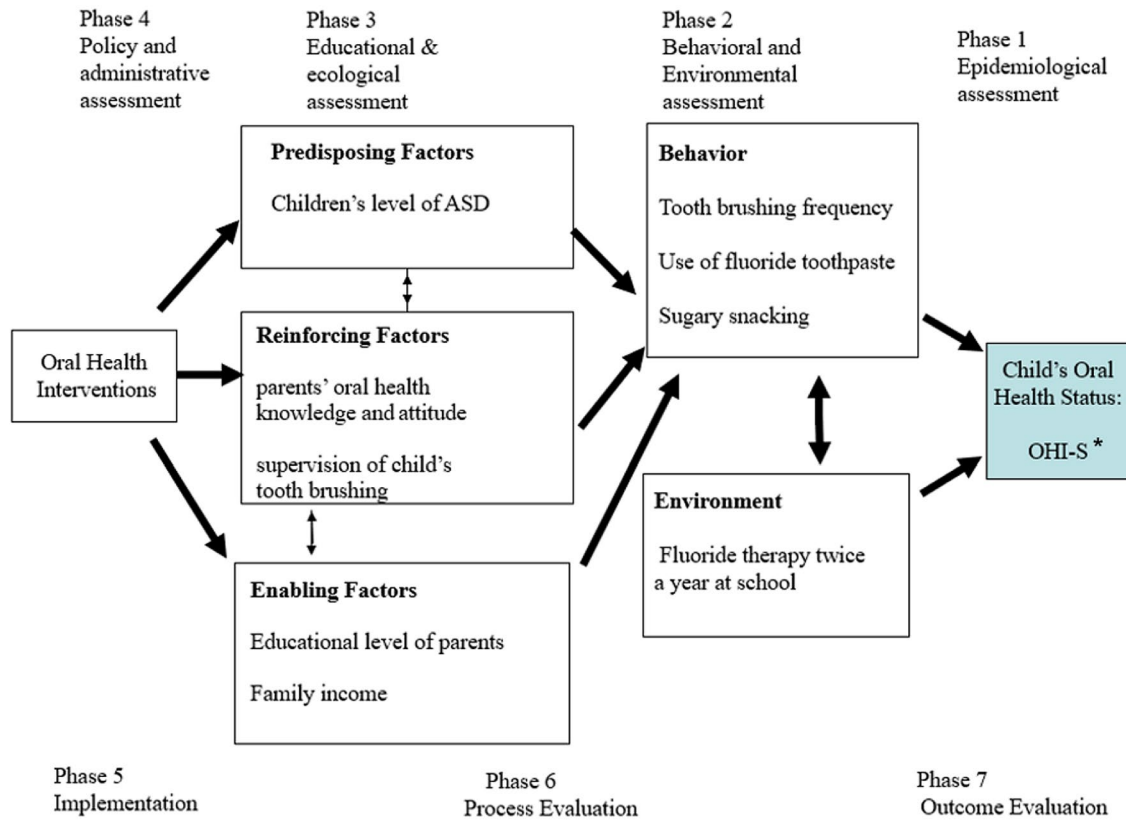 Phase 4
Policy and
administrative
assessment
Phase 3
Educational &
ecological
assessment
Phase 2
Behavioral and
Environmental
assessment
Phase 1
Epidemiological
assessment
Predisposing Factors
Children's level of ASD
Reinforcing Factors
parents' oral health
knowledge and attitude
supervision of child's
tooth brushing
Enabling Factors
Educational level of parents
Family income
Oral Health
Interventions
Behavior
Tooth brushing frequency
Use of fluoride toothpaste
Sugary snacking
Environment
Fluoride therapy twice
a year at school
Child's Oral
Health Status:
OHI-S *
Phase 5
Implementation
Phase 6
Process Evaluation
Phase 7
Outcome Evaluation